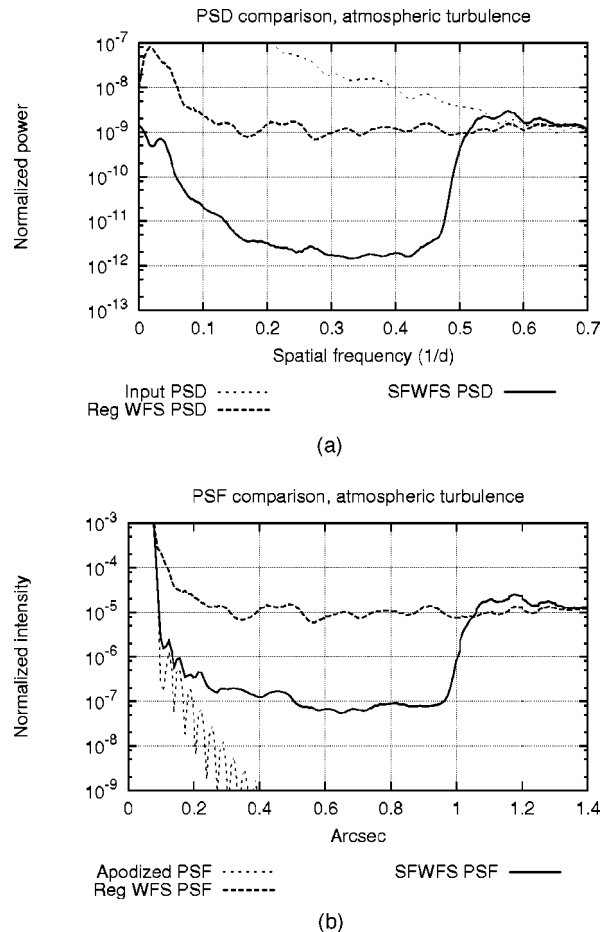 PSD comparison, atmospheric turbulence
Normalized power
10-7
10-8
10-9
10-10
10-11
10-12
10-13
0 0.1 0.2 0.3 0.4 0.5 0.6 0.7
Spatial frequency (1/d)
Input PSD SFWFS PSD
Reg WFS PSD
(a)
PSF comparison, atmospheric turbulence
Normalized intensity
10-3
10-4
10-5
10-6
10-7
10-8
10-9
0 0.2 0.4 0.6 0.8 1 1.2 1.4
Arcsec
Apodized PSF SFWFS PSF
Reg WFS PSF
(b)